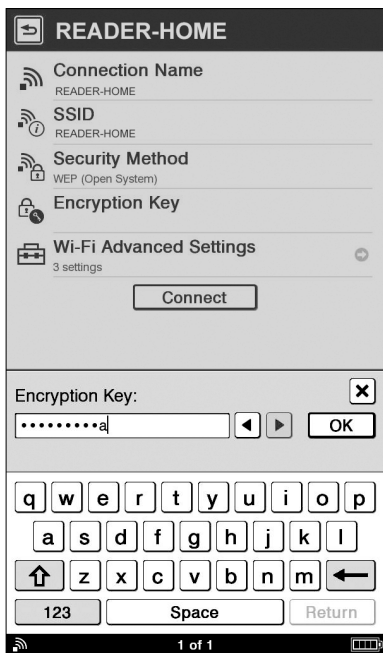 READER-HOME
Connection Name
READER-HOME
SSID
READER-HOME
Security Method
WEP (Open System)
Encryption Key
Wi-Fi Advanced Settings
3 settings
Connect
Encryption Key:
•••••••••a
OK
q w e r t y u i o p
a s d f g h j k l
z x c v b n m
123 Space Return
1 of 1